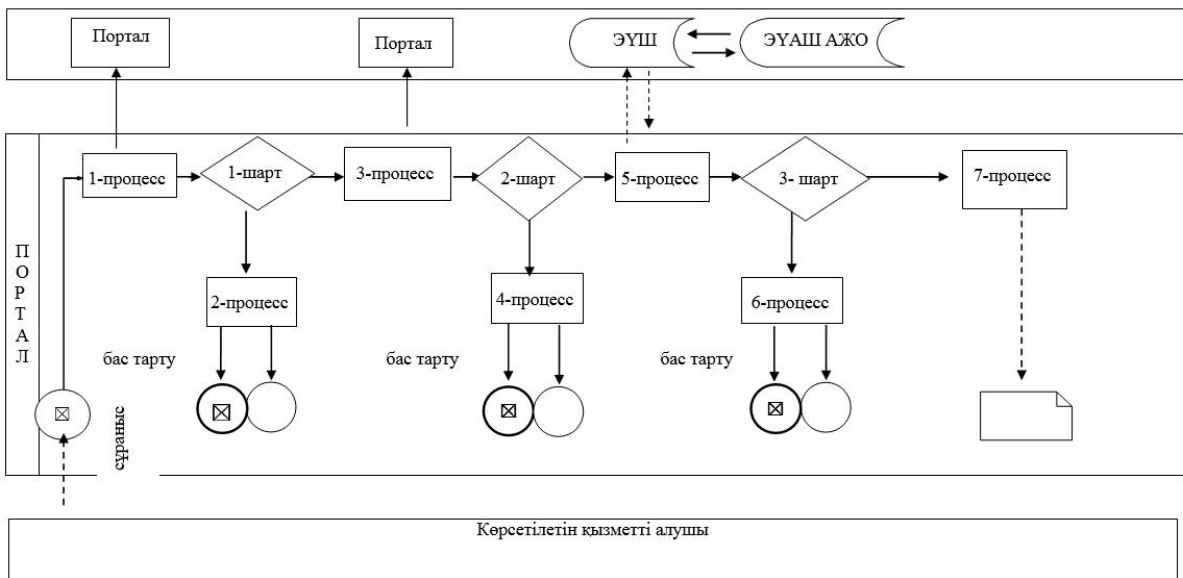 Портал
Портал
ЭҮШ
ЭҮАШ АЖО
1-процесс
1-шарт
3-процесс
2-шарт
5-процесс
3- шарт
7-процесс
ПОРТАЛ
2-процесс
4-процесс
6-процесс
бас тарту
бас тарту
бас тарту
сұраныс
Көрсетілетін қызметті алушы